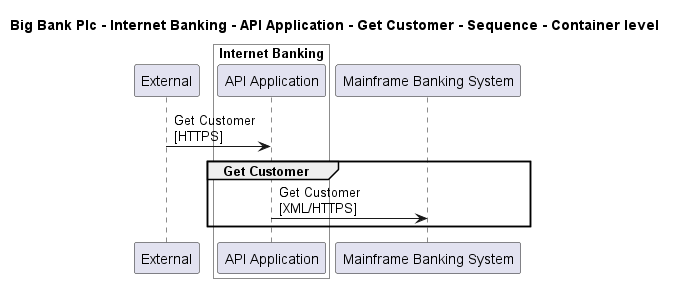 Big Bank Plc - Internet Banking - API Application - Get Customer - Sequence - Container level
Internet Banking
External
API Application
Mainframe Banking System
Get Customer
[HTTPS]
Get Customer
Get Customer
[XML/HTTPS]
External
API Application
Mainframe Banking System